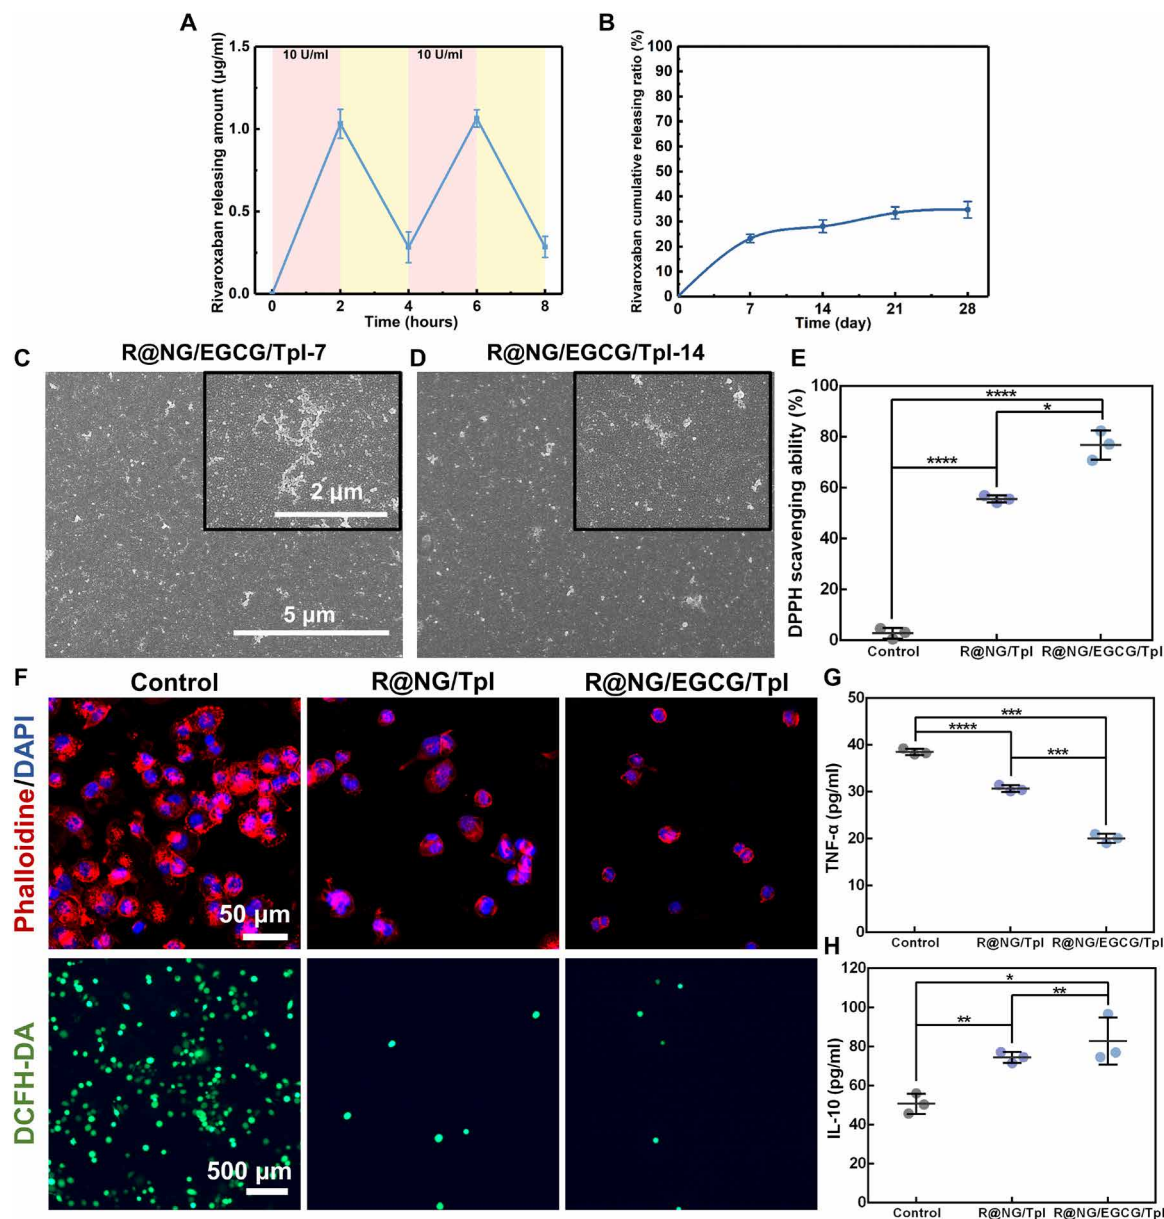 A
Rivaroxaban releasing amount (µg/ml)
1.5
1.0
0.5
0.0
10 U/ml
10 U/ml
0
2
4
6
8
Time (hours)
B
Rivaroxaban cumulative releasing ratio (%)
100
90
80
70
60
50
40
30
20
10
0
0
7
14
21
28
Time (day)
C
R@NG/EGCG/Tpl-7
2 µm
5 µm
D
R@NG/EGCG/Tpl-14
E
DPPH scavenging ability (%)
100
80
60
40
20
0
****
*
****
Control
R@NG/Tpl
R@NG/EGCG/Tpl
F
Control
R@NG/Tpl
R@NG/EGCG/Tpl
Phalloidine/DAPI
50 µm
DCFH-DA
500 µm
G
TNF-α (pg/ml)
50
40
30
20
10
0
***
****
***
Control
R@NG/Tpl
R@NG/EGCG/Tpl
H
IL-10 (pg/ml)
120
100
80
60
40
20
0
*
**
**
Control
R@NG/Tpl
R@NG/EGCG/Tpl